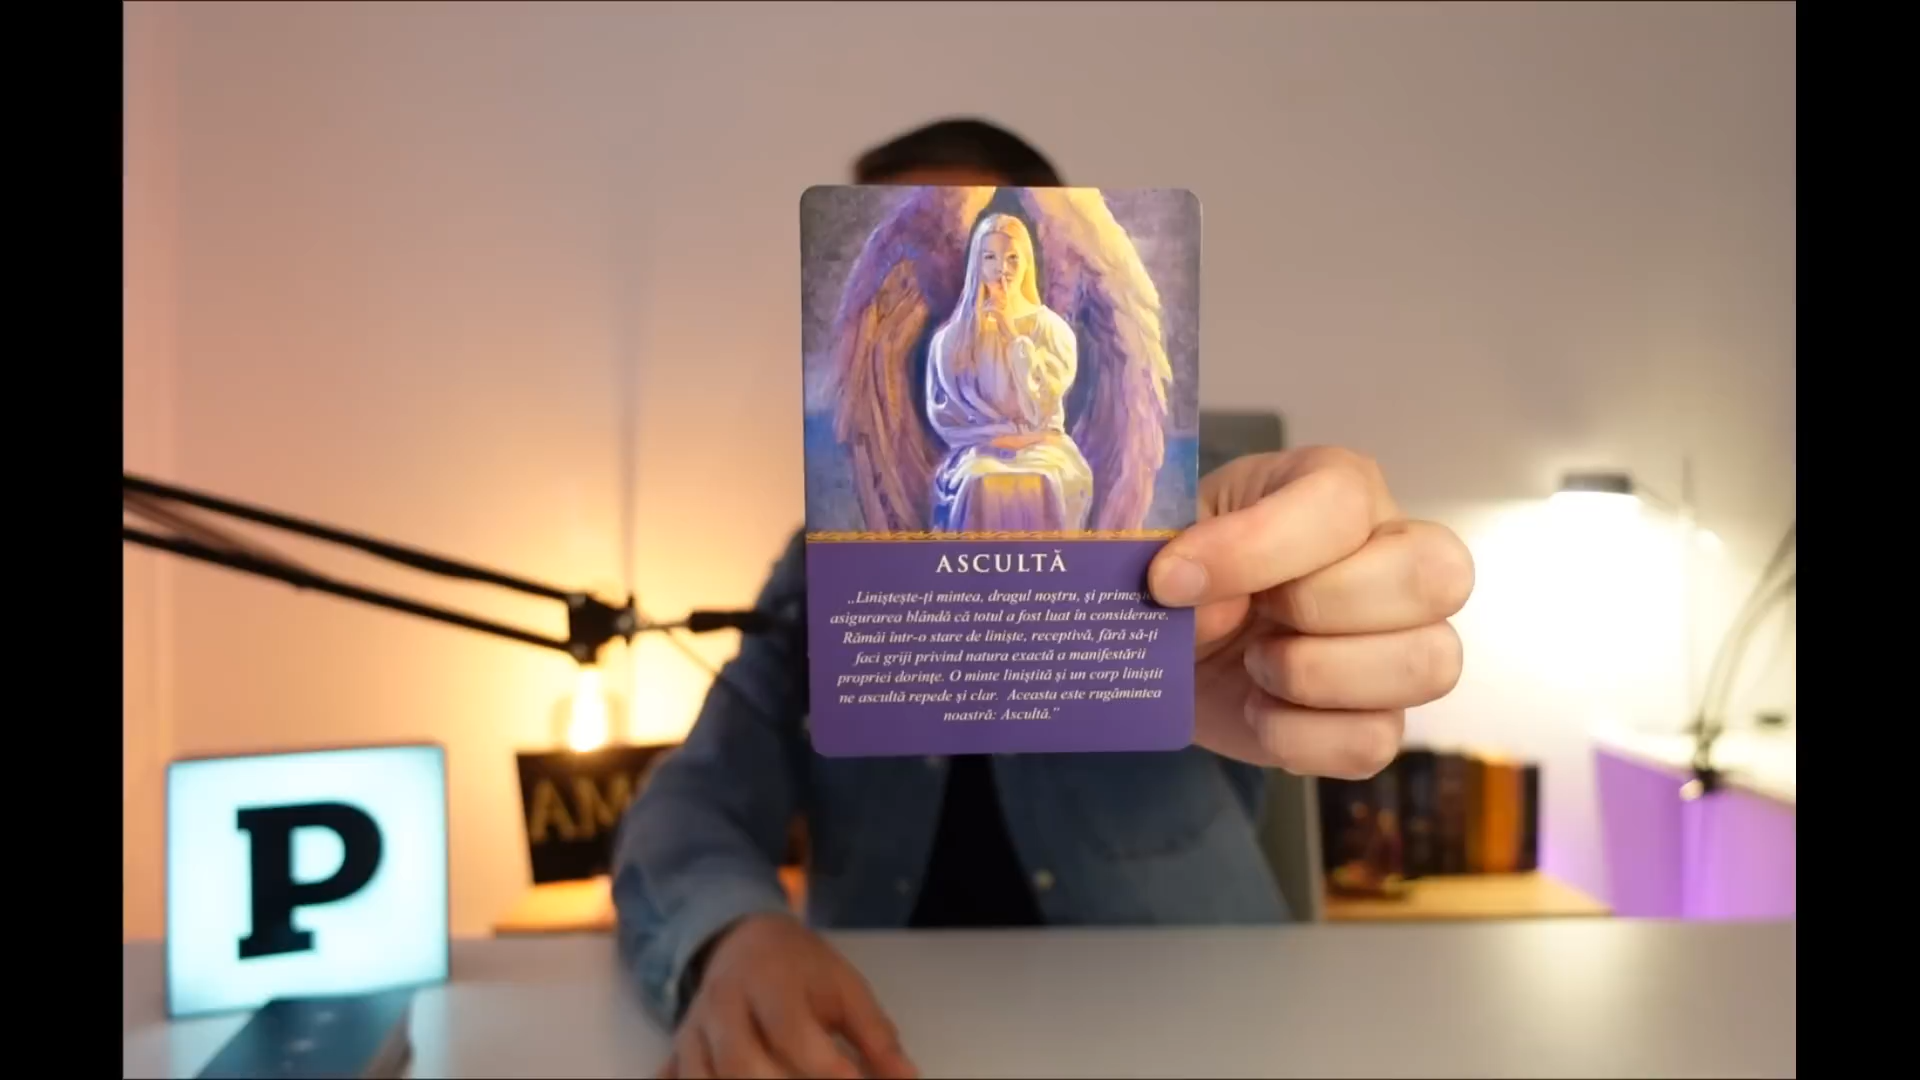 ASCULTĂ
„Liniștește-ți mintea, dragul nostru, și primește
asigurarea blândă că totul a fost luat în considerare.
Rămâi într-o stare de liniște, receptivă, fără să-ți
faci griji privind natura exactă a manifestării
propriei dorințe. O minte liniștită și un corp liniștit
ne ascultă repede și clar. Aceasta este rugămintea
noastră: Ascultă.”
AM
P